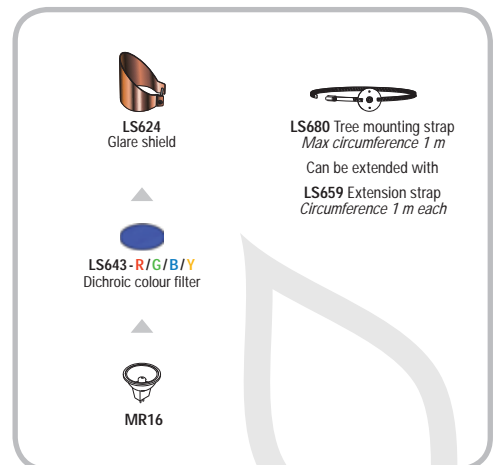 LS624
Glare shield
LS643-R/G/B/Y
Dichroic colour filter
MR16
LS680 Tree mounting strap
Max circumference 1 m
Can be extended with
LS659 Extension strap
Circumference 1 m each